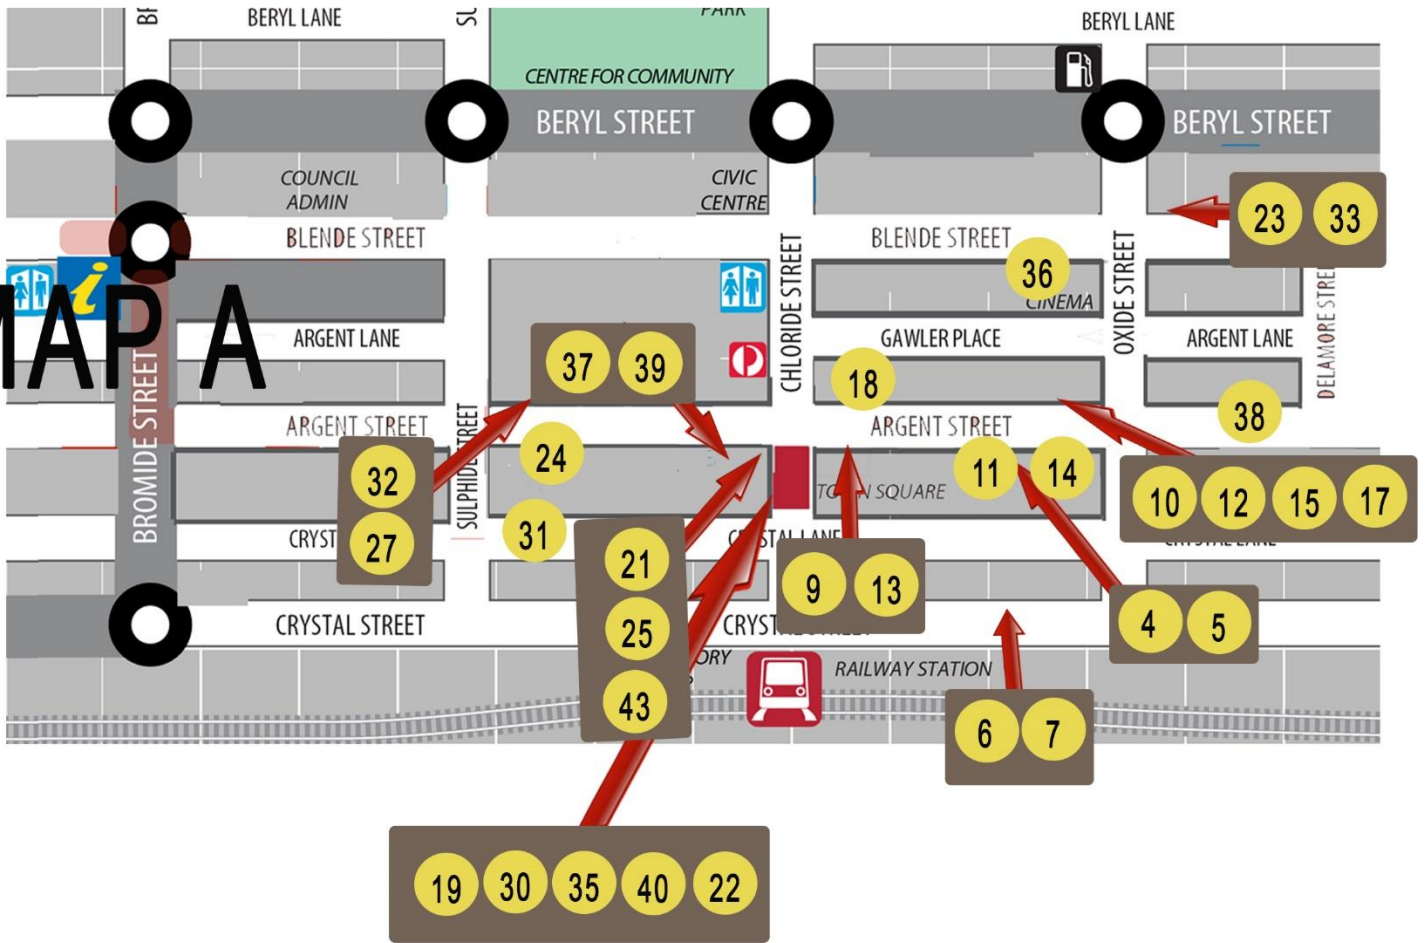 BERYL LANE
PARK
BERYL LANE
CENTRE FOR COMMUNITY
BERYL STREET
BERYL STREET
COUNCIL
ADMIN
CIVIC
CENTRE
23 33
BLENDE STREET
BLENDE STREET
36
CINEMA
i
MAP A
ARGENT LANE
GAWLER PLACE
ARGENT LANE
CHLORIDE STREET
OXIDE STREET
BROMIDE STREET
SULPHIDE STREET
37 39
18
38
ARGENT STREET
ARGENT STREET
24
11 14
32
27
SQUARE
10 12 15 17
31
21
25
43
9 13
4 5
CRYSTAL STREET
RAILWAY STATION
6 7
19 30 35 40 22